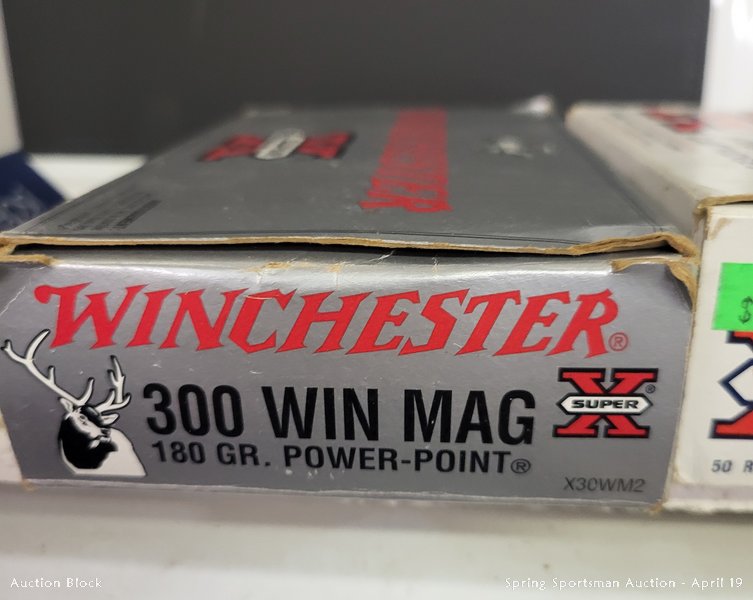 WINCHESTER®
300 WIN MAG
180 GR. POWER-POINT®
X SUPER ®
X30WM2
$
50 R
Auction Block
Spring Sportsman Auction - April 19